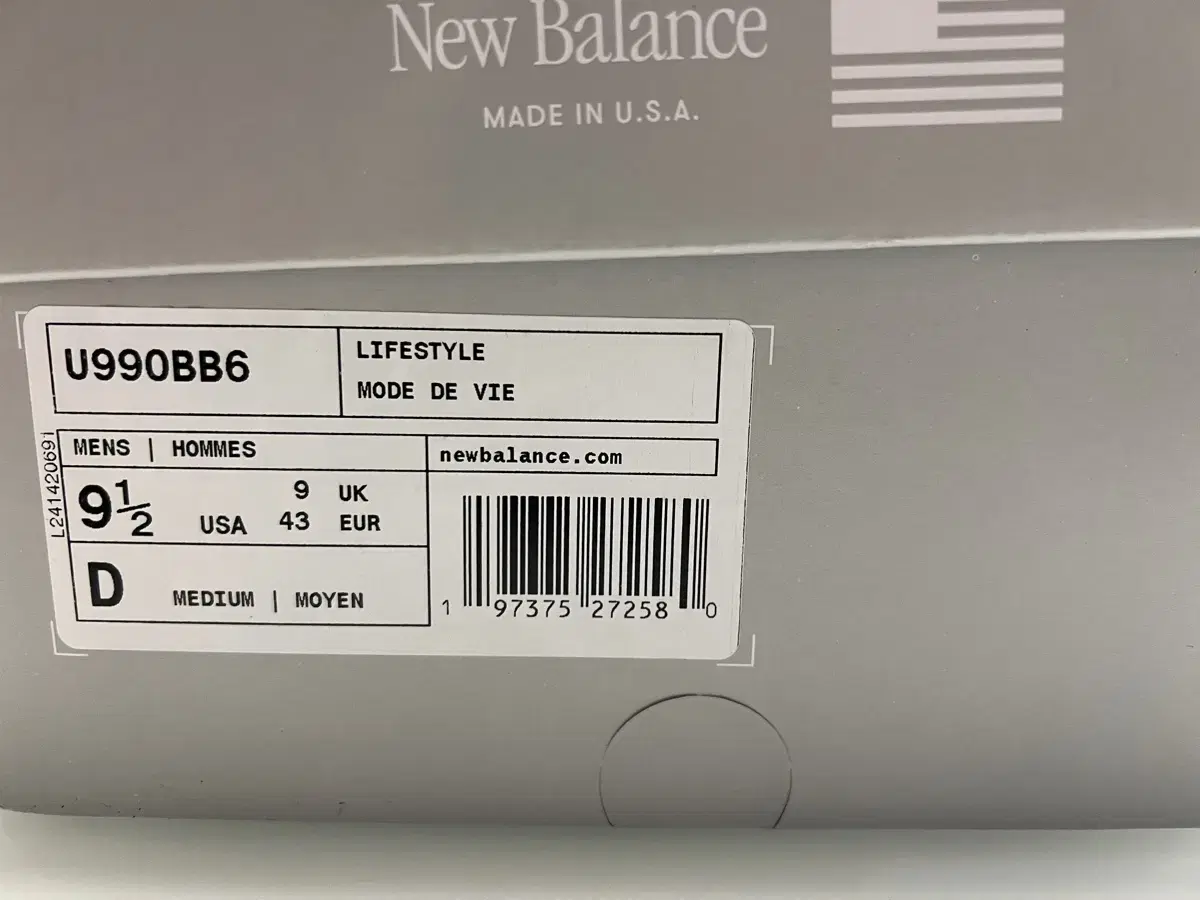 New Balance
MADE IN U.S.A.
U990BB6
LIFESTYLE
MODE DE VIE
L241420691
MENS | HOMMES
newbalance.com
9½ USA
9 UK
43 EUR
D
MEDIUM | MOYEN
1 97375 27258 0